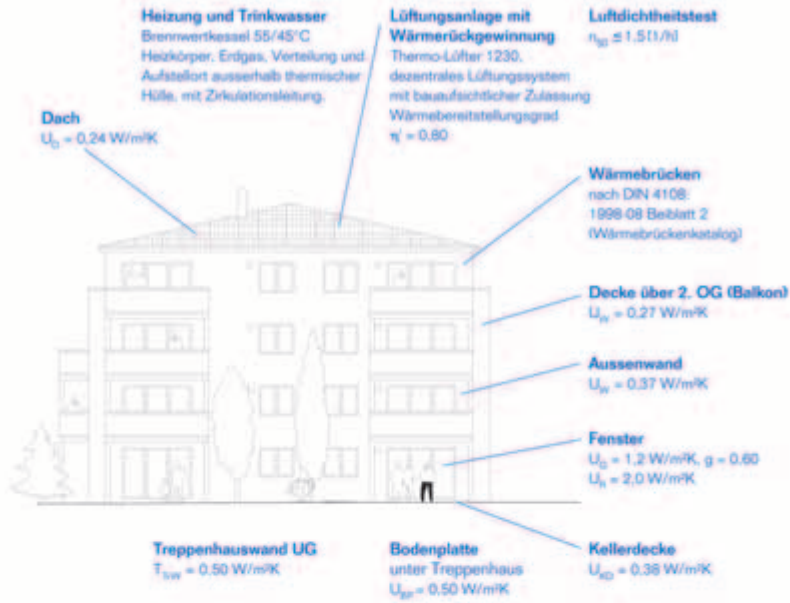 Heizung und Trinkwasser
Brennwertkessel 55/45°C
Heizkörper, Erdgas, Verteilung und
Aufstellort ausserhalb thermischer
Hülle, mit Zirkulationsleitung.
Lüftungsanlage mit
Wärmerückgewinnung
Thermo-Lüfter 1230,
dezentrales Lüftungssystem
mit bauaufsichtlicher Zulassung
Wärmebereitstellungsgrad
η' = 0.80
Luftdichtheitstest
n50 ≤ 1.5 [1/h]
Dach
UD = 0,24 W/m²K
Wärmebrücken
nach DIN 4108:
1998-08 Beiblatt 2
(Wärmebrückenkatalog)
Decke über 2. OG (Balkon)
UW = 0,27 W/m²K
Aussenwand
UW = 0,37 W/m²K
Fenster
UG = 1,2 W/m²K, g = 0.60
UR = 2,0 W/m²K
Treppenhauswand UG
= 0.50 W/m²K
Bodenplatte
unter Treppenhaus
UBP = 0.50 W/m²K
Kellerdecke
UKD = 0.38 W/m²K